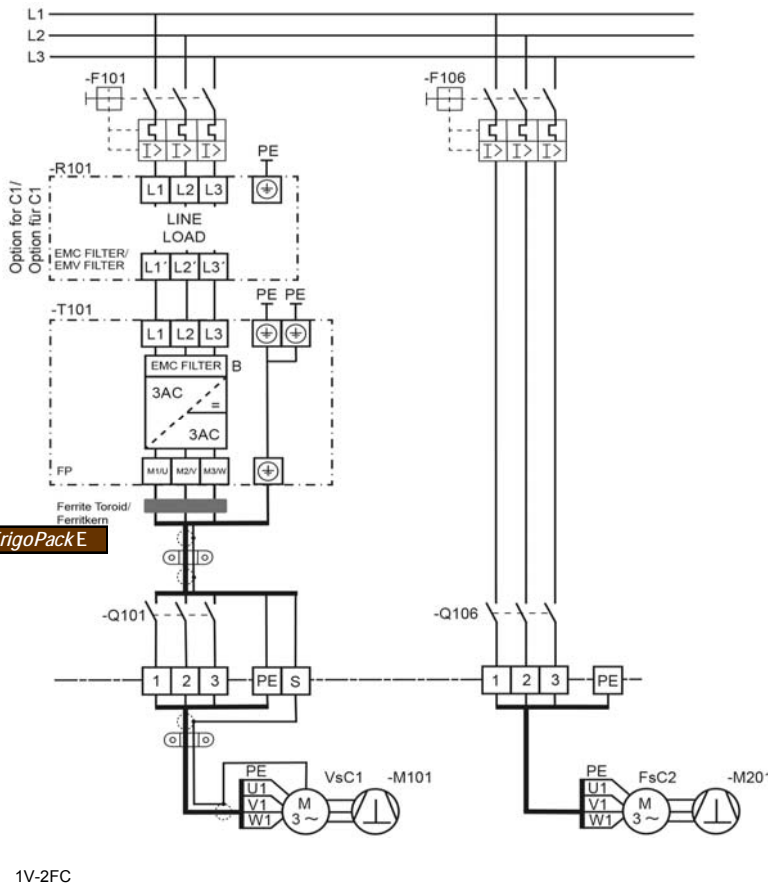 L1
L2
L3
-F101
-F106
I> I> I>
I> I> I>
PE
-R101
L1 L2 L3
Option for C1/
Option für C1
LINE
LOAD
EMC FILTER/
EMV FILTER
L1´ L2´ L3´
PE PE
-T101
L1 L2 L3
EMC FILTER B
3AC
=
3AC
FP
M1/U M2/V M3/W
Ferrite Toroid/
Ferritkern
rigoPack E
-Q101
-Q106
1 2 3 PE S
1 2 3 PE
PE
U1
V1
W1
M
3 ~
VsC1 -M101
PE
U1
V1
W1
M
3 ~
FsC2 -M201
1V-2FC